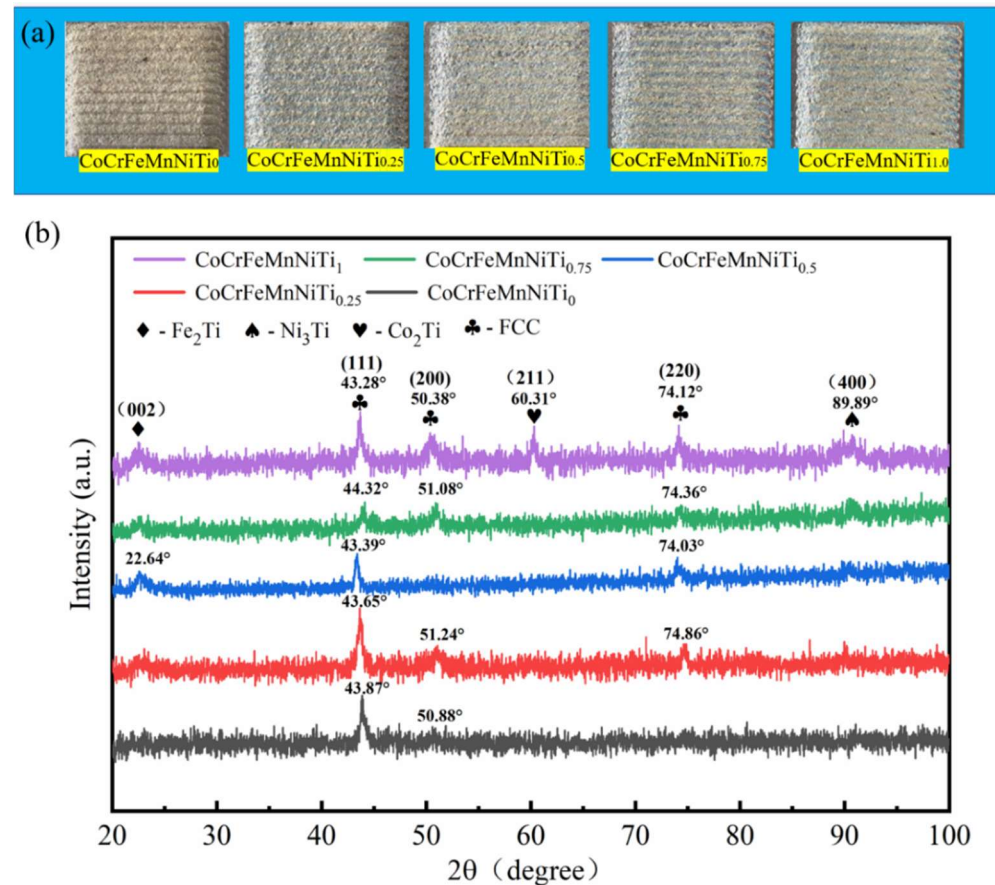 (a)
CoCrFeMnNiTi0 CoCrFeMnNiTi0.25 CoCrFeMnNiTi0.5 CoCrFeMnNiTi0.75 CoCrFeMnNiTi1.0
(b)
CoCrFeMnNiTi1 CoCrFeMnNiTi0.75 CoCrFeMnNiTi0.5
CoCrFeMnNiTi0.25 CoCrFeMnNiTi0
♦ - Fe2Ti ♠ - Ni3Ti ♥ - Co2Ti ♣ - FCC
(111) (200) (211) (220) (400)
43.28° 50.38° 60.31° 74.12° 89.89°
(002)
44.32° 51.08° 74.36°
22.64° 43.39° 74.03°
43.65° 51.24° 74.86°
43.87° 50.88°
Intensity (a.u.)
20 30 40 50 60 70 80 90 100
2θ（degree）